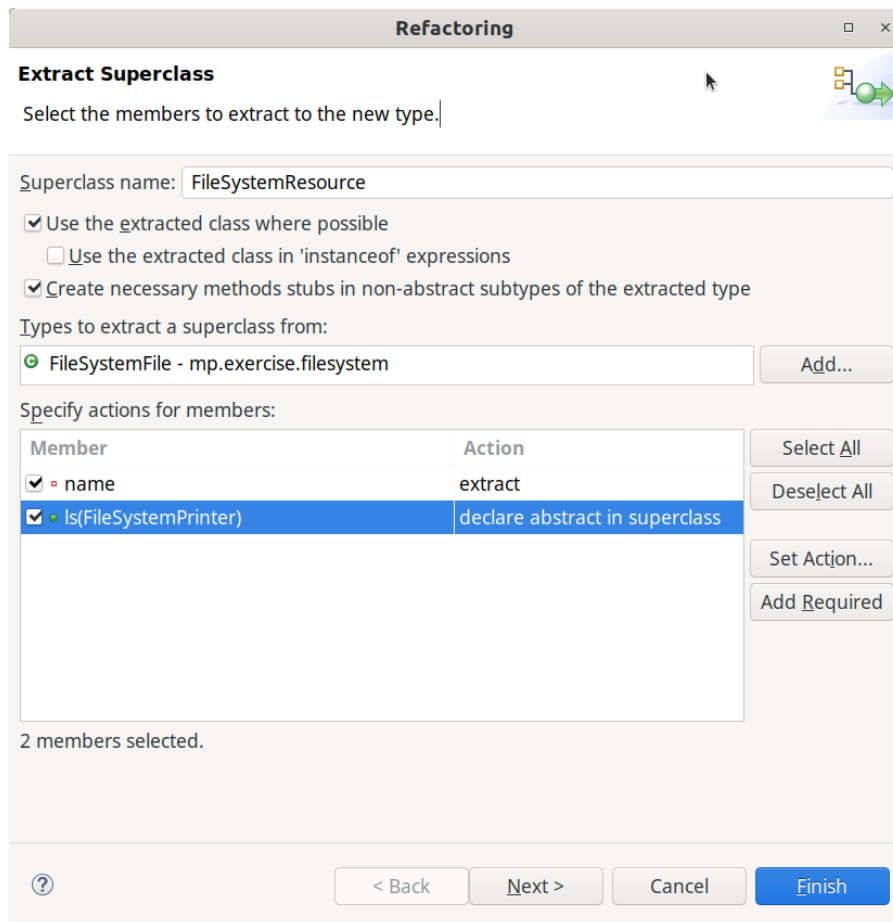 Refactoring
Extract Superclass
Select the members to extract to the new type.
Superclass name: FileSystemResource
Use the extracted class where possible
Use the extracted class in 'instanceof' expressions
Create necessary methods stubs in non-abstract subtypes of the extracted type
Types to extract a superclass from:
FileSystemFile - mp.exercise.filesystem
Add...
Specify actions for members:
Member Action
Select All
name extract
Deselect All
ls(FileSystemPrinter) declare abstract in superclass
Set Action...
Add Required
2 members selected.
< Back Next > Cancel Finish